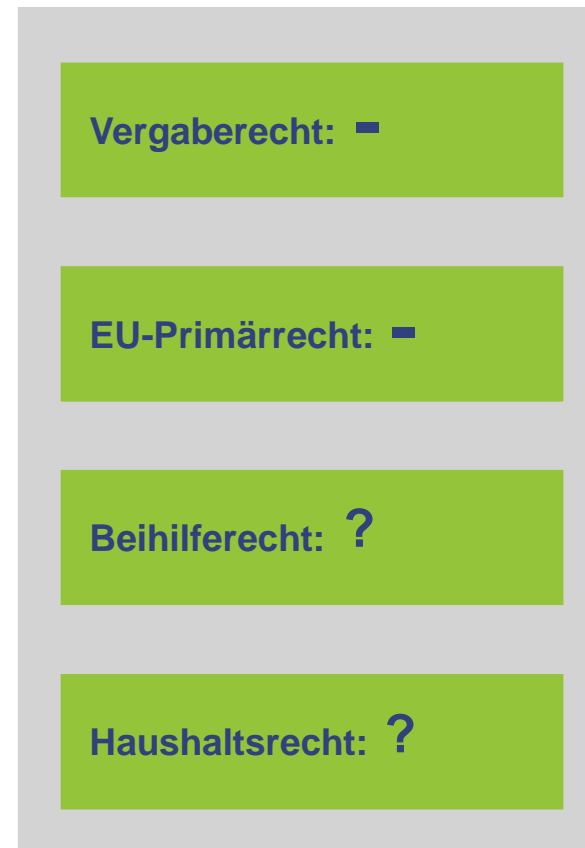 Vergaberecht: -
EU-Primärrecht: -
Beihilferecht: ?
Haushaltsrecht: ?